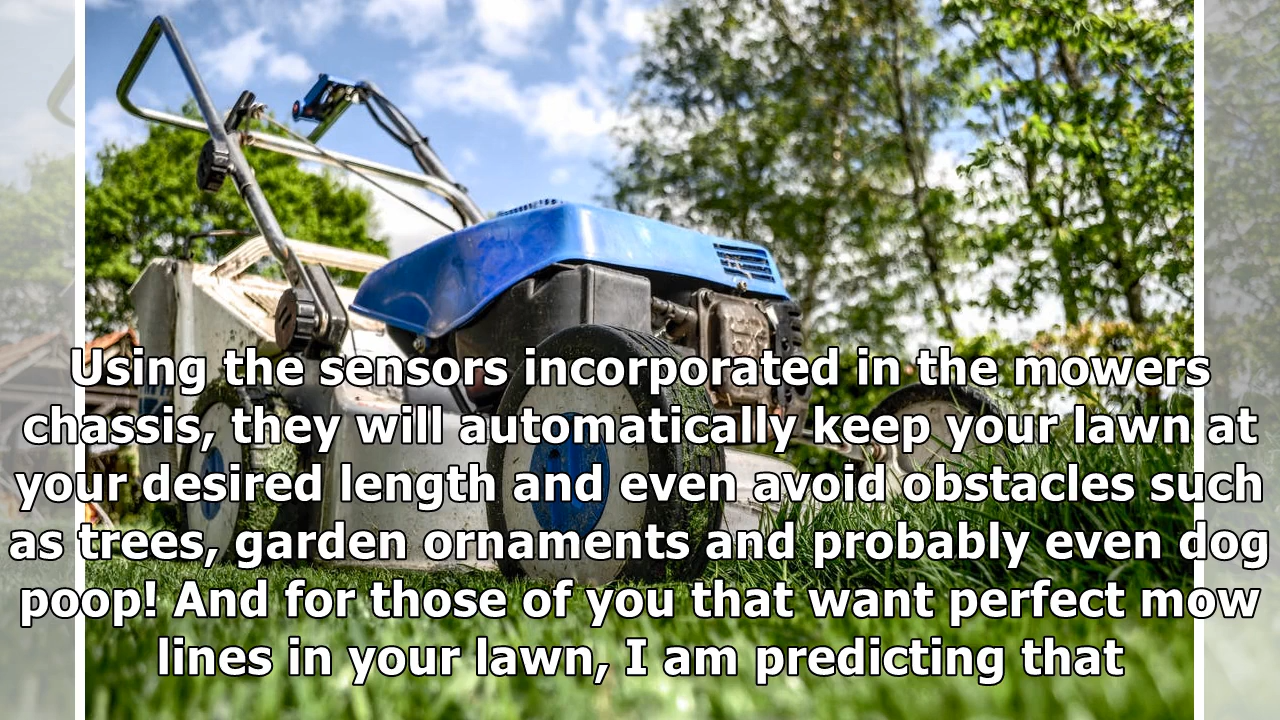 Using the sensors incorporated in the mowers
chassis, they will automatically keep your lawn at
your desired length and even avoid obstacles such
as trees, garden ornaments and probably even dog
poop! And for those of you that want perfect mow
lines in your lawn, I am predicting that